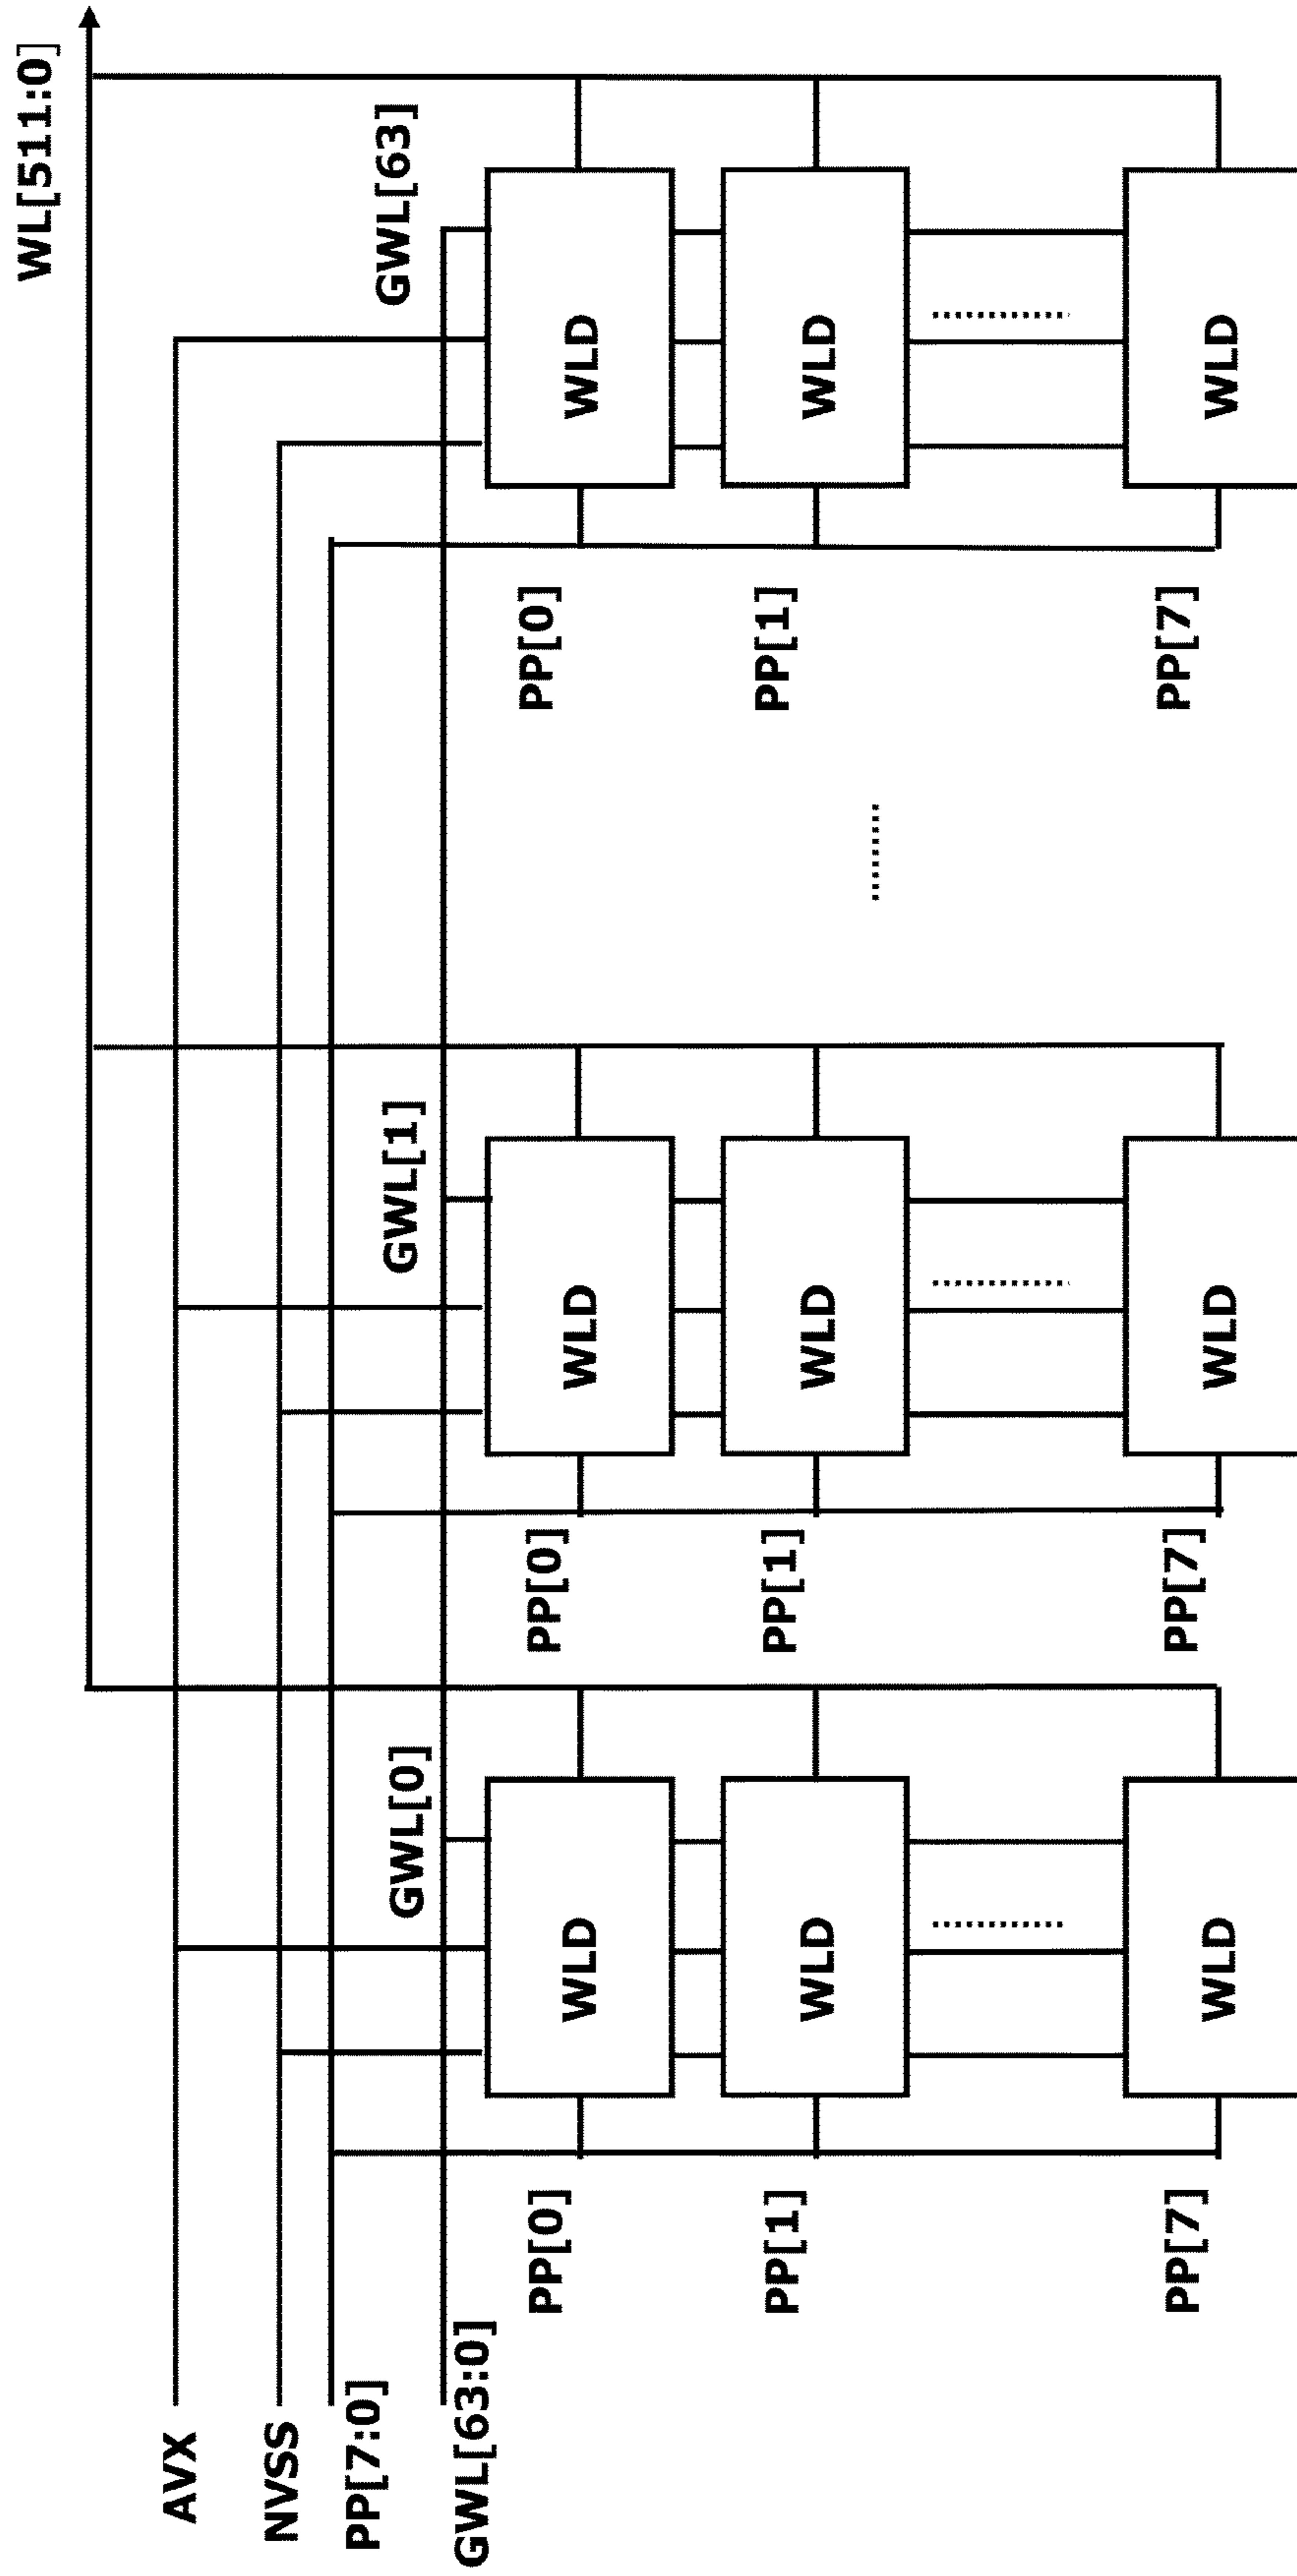 WL[511:0]
AVX
NVSS
PP[7:0]
GWL[0] GWL[1] GWL[63]
GWL[63:0]
PP[0] WLD PP[0] WLD PP[0] WLD
PP[1] WLD PP[1] WLD PP[1] WLD
PP[7] WLD PP[7] WLD PP[7] WLD